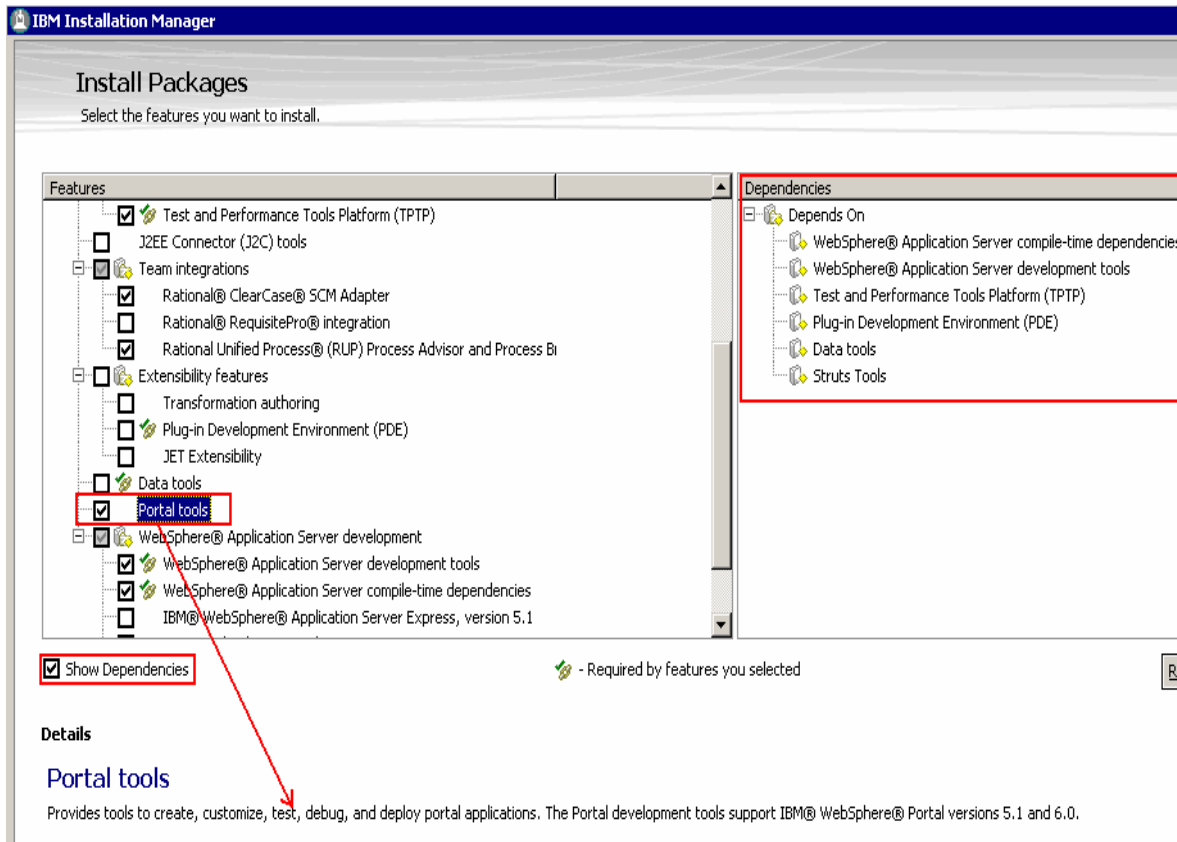 IBM Installation Manager
Install Packages
Select the features you want to install.
Features
Test and Performance Tools Platform (TPTP)
J2EE Connector (J2C) tools
Team integrations
Rational® ClearCase® SCM Adapter
Rational® RequisitePro® integration
Rational Unified Process® (RUP) Process Advisor and Process
Extensibility features
Transformation authoring
Plug-in Development Environment (PDE)
JET Extensibility
Data tools
Portal tools
WebSphere® Application Server development
WebSphere® Application Server development tools
WebSphere® Application Server compile-time dependencies
IBM® WebSphere® Application Server Express, version 5.1
Dependencies
Depends On
WebSphere® Application Server compile-time dependencies
WebSphere® Application Server development tools
Test and Performance Tools Platform (TPTP)
Plug-in Development Environment (PDE)
Data tools
Struts Tools
Show Dependencies
- Required by features you selected
Details
Portal tools
Provides tools to create, customize, test, debug, and deploy portal applications. The Portal development tools support IBM® WebSphere® Portal versions 5.1 and 6.0.